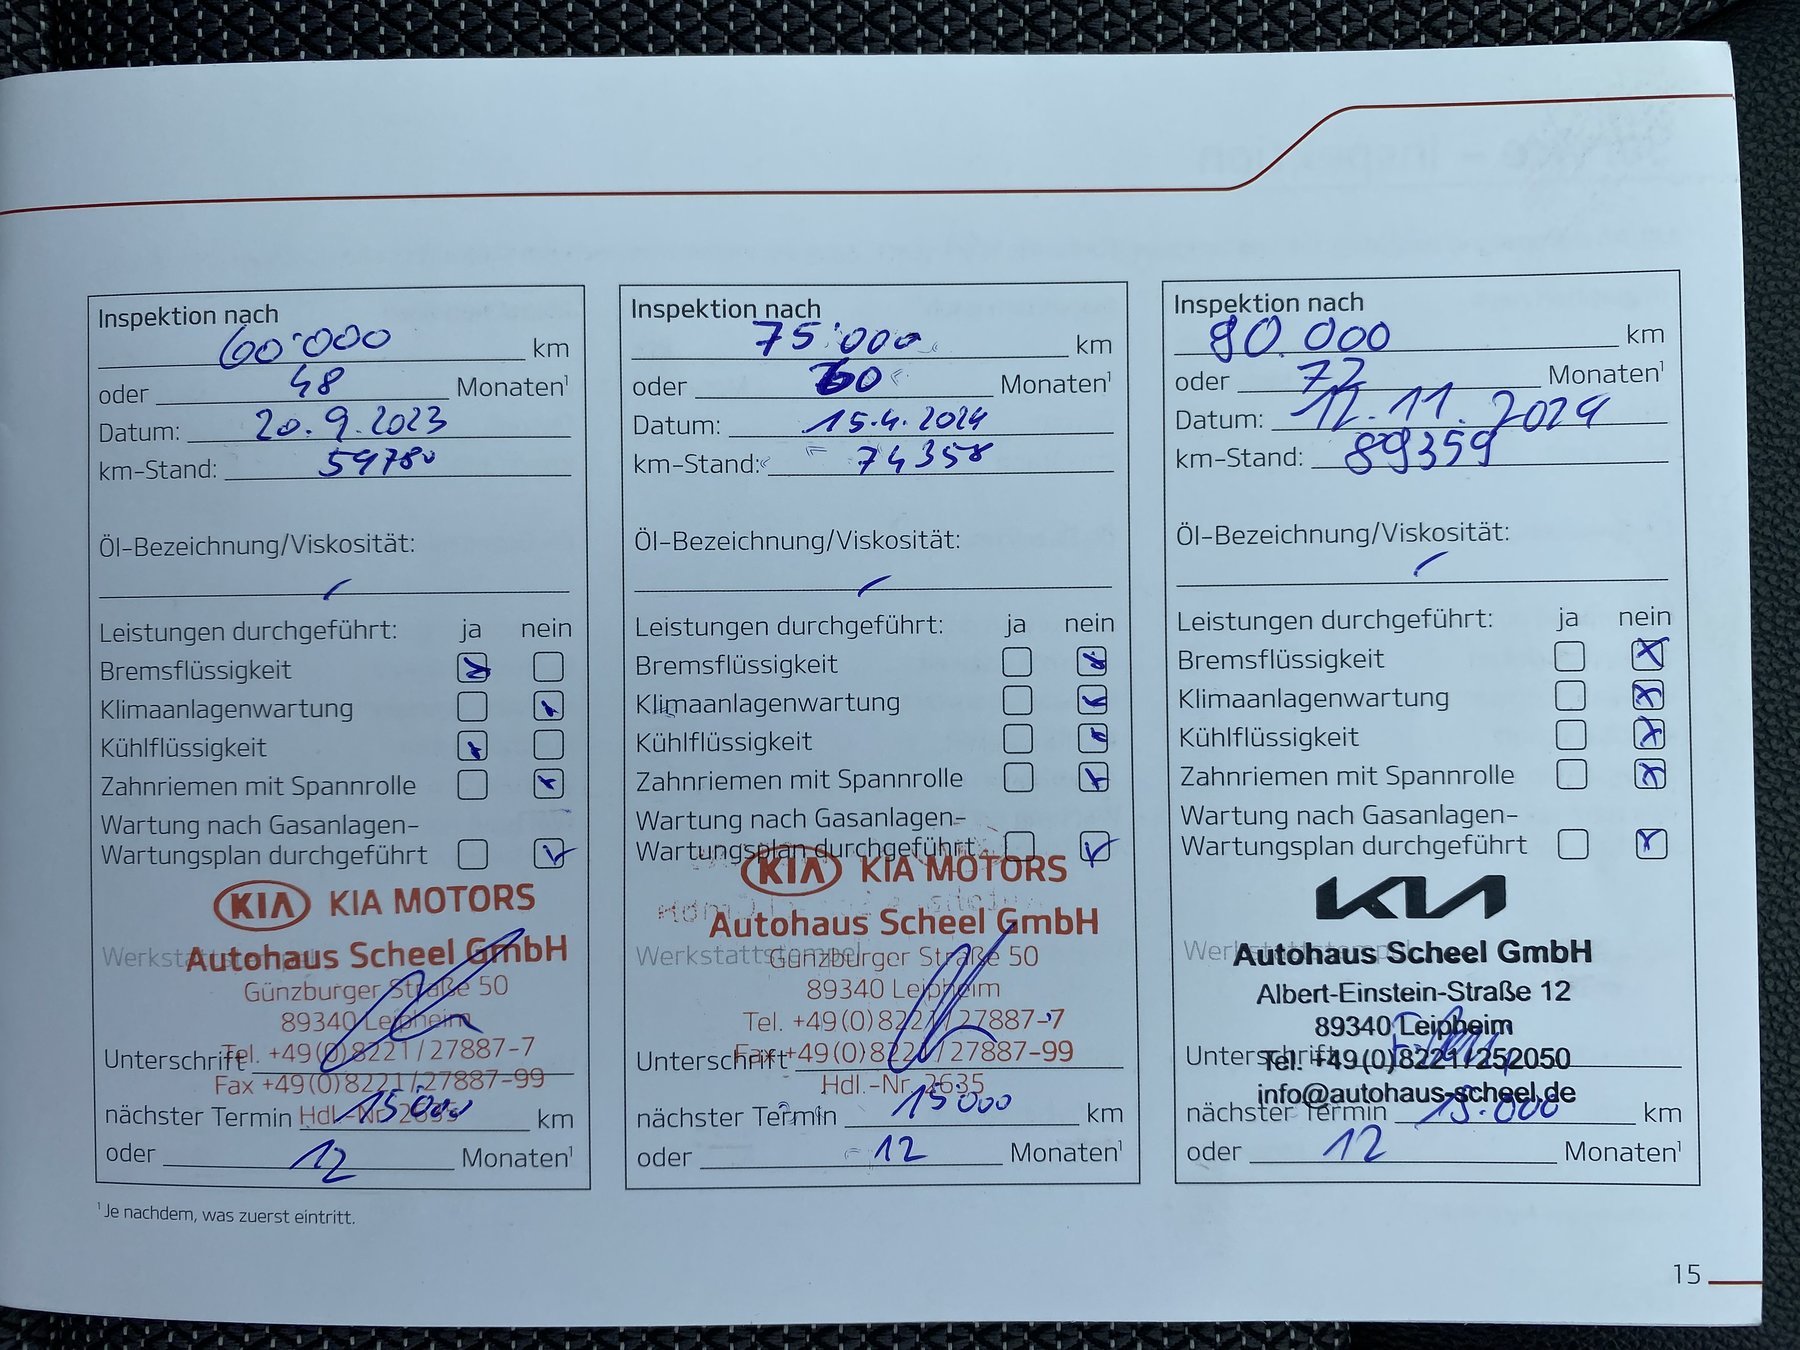 Inspektion nach
60.000 km
oder 48 Monaten¹
Datum: 20.9.2023
km-Stand: 59780
Öl-Bezeichnung/Viskosität:
Leistungen durchgeführt: ja nein
Bremsflüssigkeit
Klimaanlagenwartung
Kühlflüssigkeit
Zahnriemen mit Spannrolle
Wartung nach Gasanlagen-
Wartungsplan durchgeführt
KIA KIA MOTORS
Werkstattstempel
Autohaus Scheel GmbH
Günzburger Straße 50
89340 Leipheim
Tel. +49(0)8221/27887-7
Unterschrift
Fax +49(0)8221/27887-99
Hdl.-Nr. 2635
nächster Termin 15000 km
oder 12 Monaten¹
¹ Je nachdem, was zuerst eintritt.
Inspektion nach
75.000 km
oder 60 Monaten¹
Datum: 15.4.2024
km-Stand: 74358
Öl-Bezeichnung/Viskosität:
Leistungen durchgeführt: ja nein
Bremsflüssigkeit
Klimaanlagenwartung
Kühlflüssigkeit
Zahnriemen mit Spannrolle
Wartung nach Gasanlagen-
Wartungsplan durchgeführt
KIA KIA MOTORS
Autohaus Scheel GmbH
Werkstattstempel
Günzburger Straße 50
89340 Leipheim
Tel. +49(0)8221/27887-7
Unterschrift
Fax +49(0)8221/27887-99
Hdl.-Nr. 2635
nächster Termin 15000 km
oder 12 Monaten¹
Inspektion nach
90.000 km
oder 72 Monaten¹
Datum: 12.11.2024
km-Stand: 89359
Öl-Bezeichnung/Viskosität:
Leistungen durchgeführt: ja nein
Bremsflüssigkeit
Klimaanlagenwartung
Kühlflüssigkeit
Zahnriemen mit Spannrolle
Wartung nach Gasanlagen-
Wartungsplan durchgeführt
KIA
Werkstattstempel
Autohaus Scheel GmbH
Albert-Einstein-Straße 12
89340 Leipheim
Unterschrift
Tel. +49(0)8221/252050
info@autohaus-scheel.de
nächster Termin 15.000 km
oder 12 Monaten¹
15